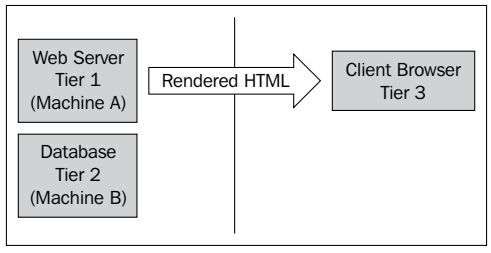 Web Server
Tier 1
(Machine A)
Rendered HTML
Client Browser
Tier 3
Database
Tier 2
(Machine B)